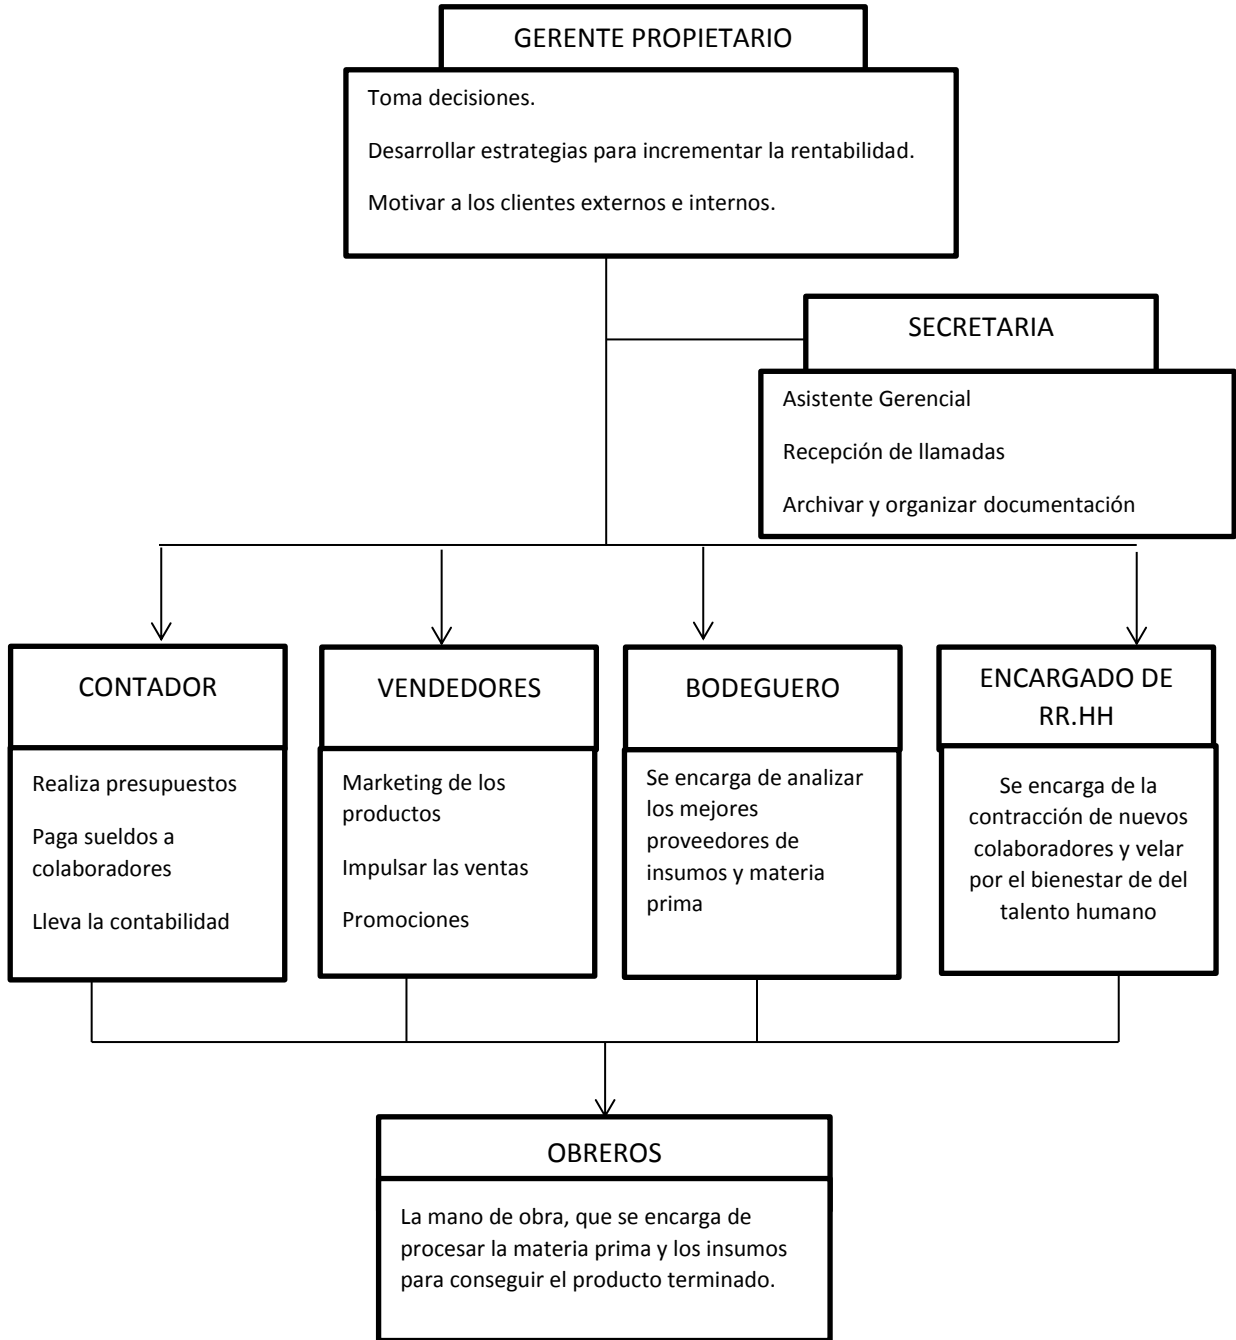 GERENTE PROPIETARIO
Toma decisiones.
Desarrollar estrategias para incrementar la rentabilidad.
Motivar a los clientes externos e internos.
SECRETARIA
Asistente Gerencial
Recepción de llamadas
Archivar y organizar documentación
CONTADOR
Realiza presupuestos
Paga sueldos a
colaboradores
Lleva la contabilidad
VENDEDORES
Marketing de los
productos
Impulsar las ventas
Promociones
BODEGUERO
Se encarga de analizar
los mejores
proveedores de
insumos y materia
prima
ENCARGADO DE
RR.HH
Se encarga de la
contracción de nuevos
colaboradores y velar
por el bienestar de del
talento humano
OBREROS
La mano de obra, que se encarga de
procesar la materia prima y los insumos
para conseguir el producto terminado.